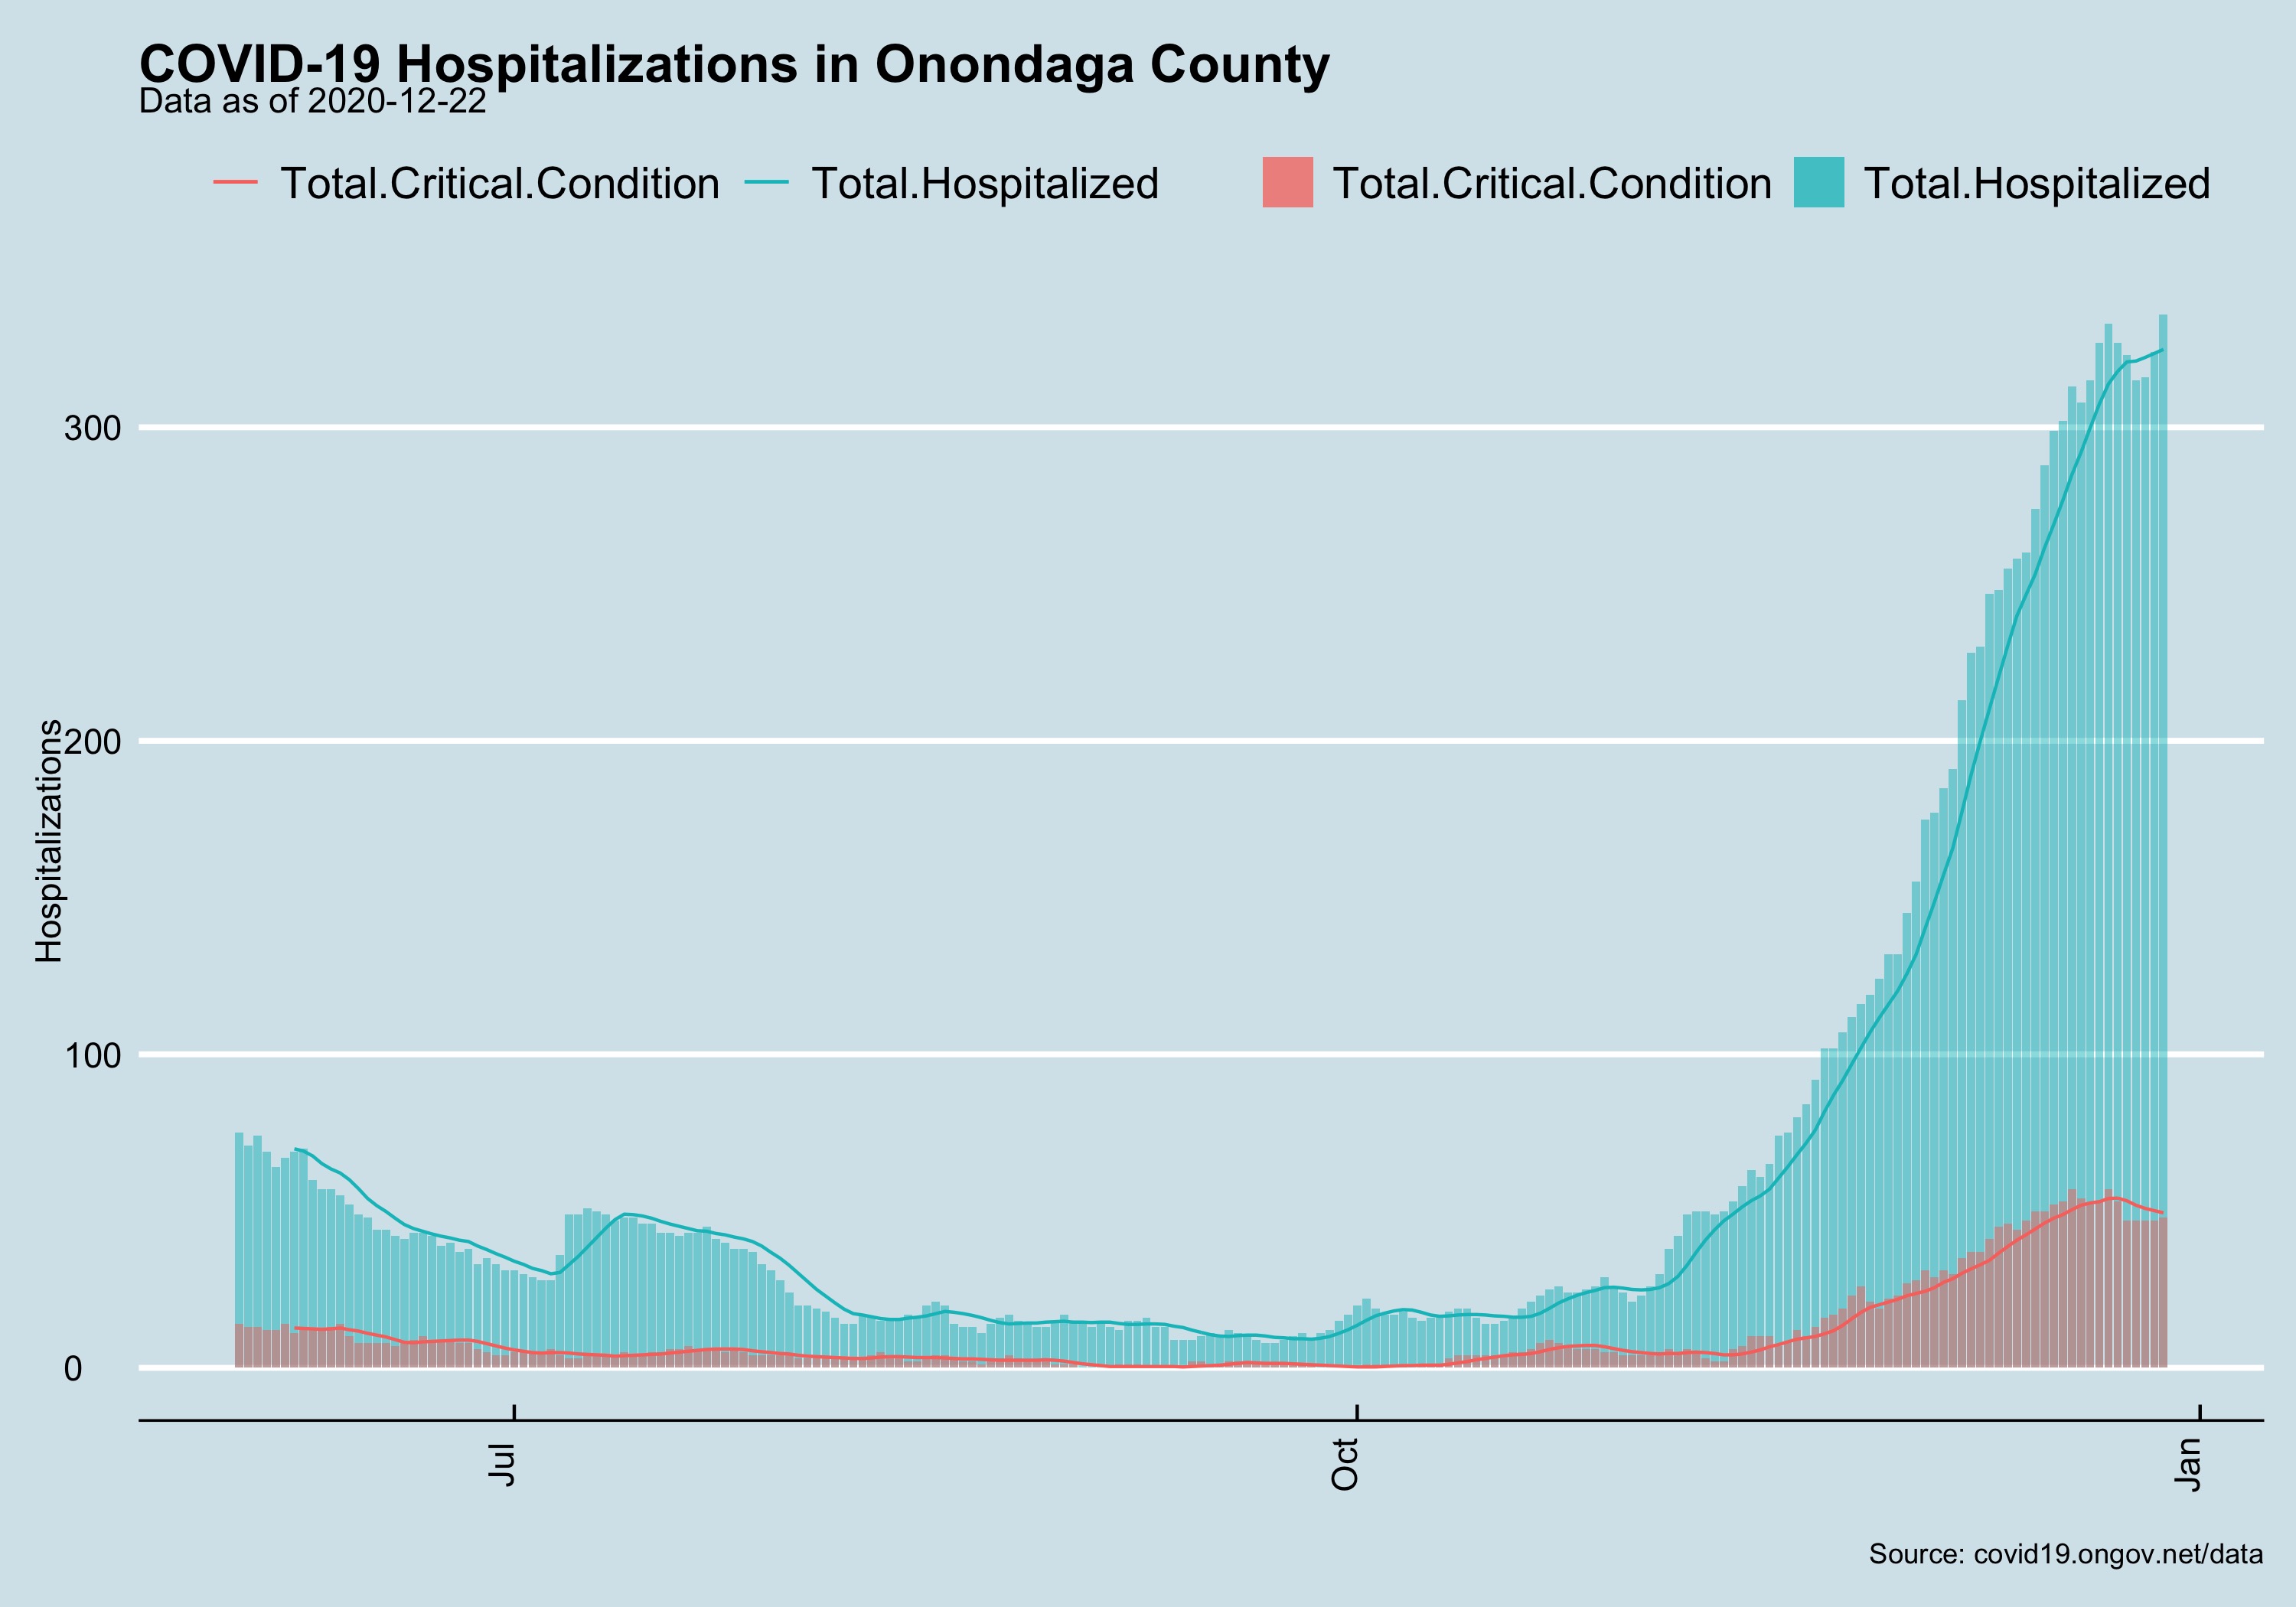 COVID-19 Hospitalizations in Onondaga County
Data as of 2020-12-22
Total.Critical.Condition Total.Hospitalized Total.Critical.Condition Total.Hospitalized
300
200
100
0
Hospitalizations
Jul Oct Jan
Source: covid19.ongov.net/data